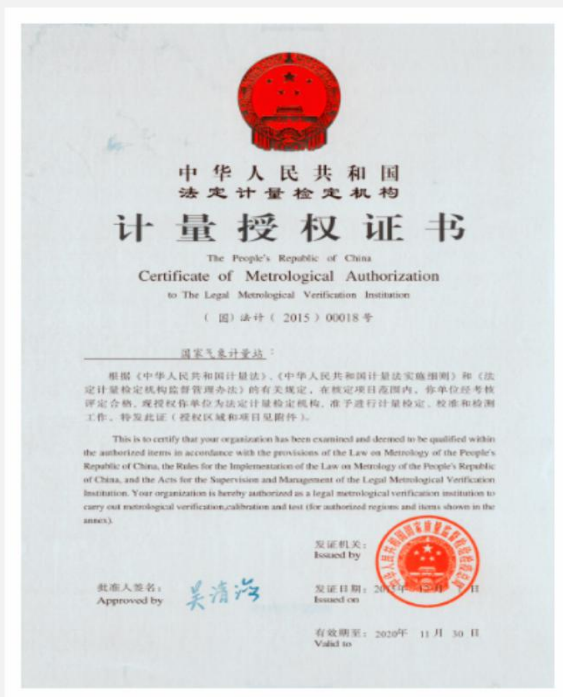 中华人民共和国
法定计量检定机构
计量授权证书
The People's Republic of China
Certificate of Metrological Authorization
to The Legal Metrological Verification Institution
（国）法计（2015）00018号
国家气象计量站：
根据《中华人民共和国计量法》、《中华人民共和国计量法实施细则》和《法
定计量检定机构监督管理办法》的有关规定，在核定项目范围内，你单位经考核
评定合格，现授权你单位为法定计量检定机构，准予进行计量检定、校准和检测
工作，特发此证（授权区域和项目见附件）。
This is to certify that your organization has been examined and deemed to be qualified within
the authorized items in accordance with the provisions of the Law on Metrology of the People's
Republic of China, the Rules for the Implementation of the Law on Metrology of the People's Republic
of China, and the Acts for the Supervision and Management of the Legal Metrological Verification
Institution. Your organization is hereby authorized as a legal metrological verification institution to
carry out metrological verification,calibration and test (for authorized regions and items shown in the
annex).
发证机关：
Issued by
批准人签名：
Approved by
发证日期：2015年 12月 日
Issued on
有效期至：2020年 11月 30日
Valid to